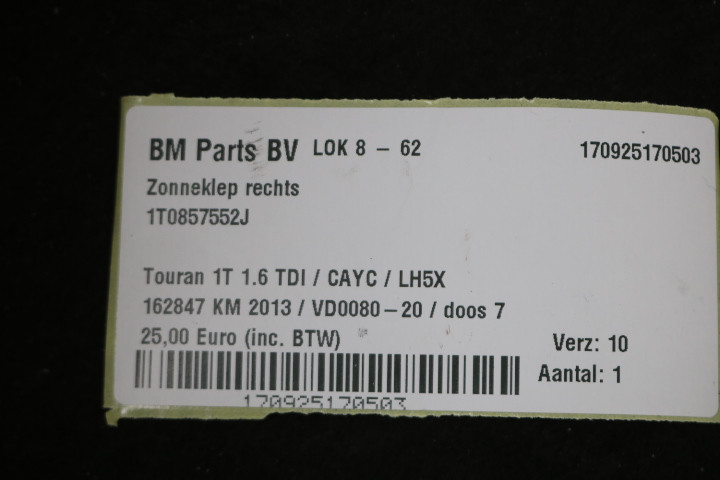 BM Parts BV LOK 8 - 62 170925170503
Zonneklep rechts
1T0857552J
Touran 1T 1.6 TDI / CAYC / LH5X
162847 KM 2013 / VD0080-20 / doos 7
25,00 Euro (inc. BTW) Verz: 10
Aantal: 1
170925170503